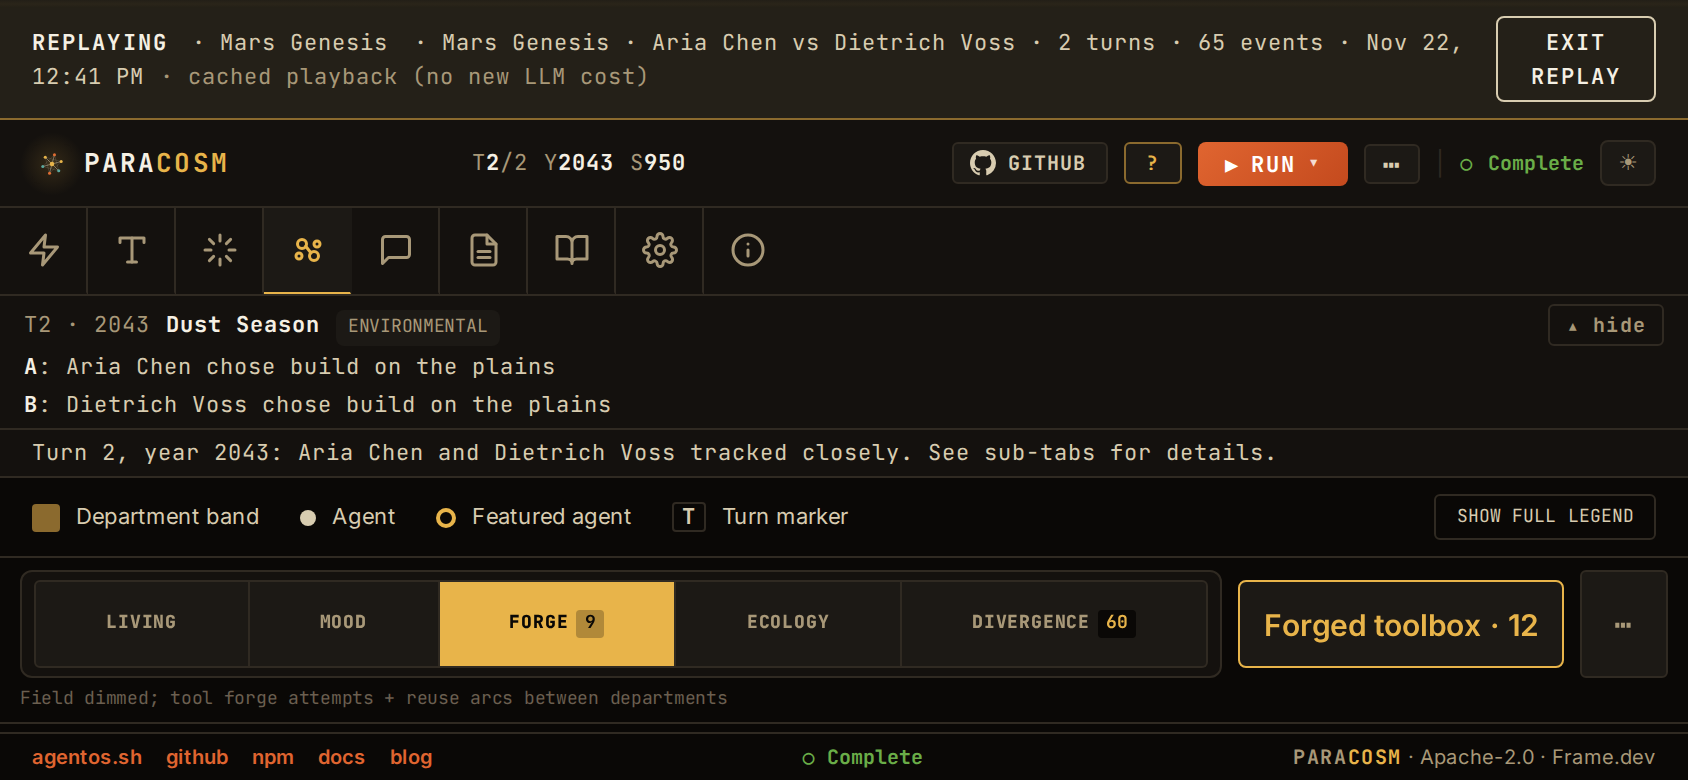 REPLAYING · Mars Genesis · Mars Genesis · Aria Chen vs Dietrich Voss · 2 turns · 65 events · Nov 22,
12:41 PM · cached playback (no new LLM cost)
EXIT
REPLAY
PARACOSM
T2/2 Y2043 S950
GITHUB
?
▶ RUN ▼
…
○ Complete
T2 · 2043 Dust Season ENVIRONMENTAL
▲ hide
A: Aria Chen chose build on the plains
B: Dietrich Voss chose build on the plains
Turn 2, year 2043: Aria Chen and Dietrich Voss tracked closely. See sub-tabs for details.
Department band
Agent
Featured agent
T Turn marker
SHOW FULL LEGEND
LIVING
MOOD
FORGE 9
ECOLOGY
DIVERGENCE 60
Forged toolbox · 12
…
Field dimmed; tool forge attempts + reuse arcs between departments
agentos.sh github npm docs blog
○ Complete
PARACOSM · Apache-2.0 · Frame.dev